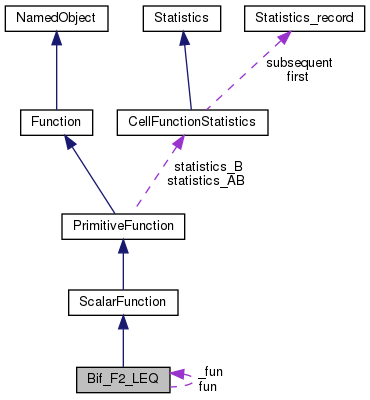 NamedObject
Statistics
Statistics_record
subsequent
first
Function
CellFunctionStatistics
statistics_B
statistics_AB
PrimitiveFunction
ScalarFunction
Bif_F2_LEQ
_fun
fun